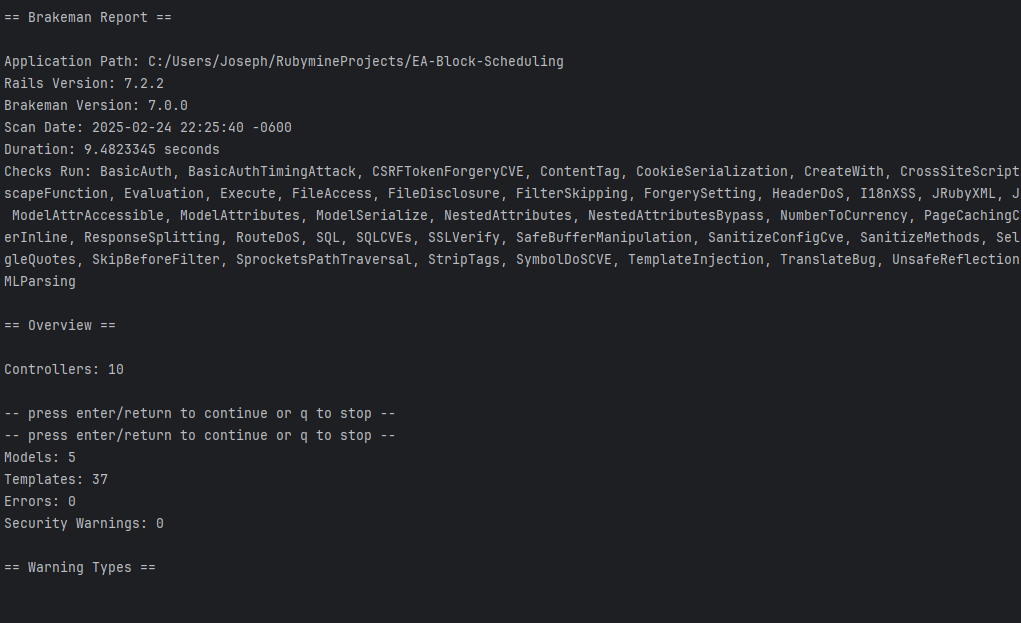 == Brakeman Report ==
Application Path: C:/Users/Joseph/RubymineProjects/EA-Block-Scheduling
Rails Version: 7.2.2
Brakeman Version: 7.0.0
Scan Date: 2025-02-24 22:25:40 -0600
Duration: 9.4823345 seconds
Checks Run: BasicAuth, BasicAuthTimingAttack, CSRFTokenForgeryCVE, ContentTag, CookieSerialization, CreateWith, CrossSiteScript
scapeFunction, Evaluation, Execute, FileAccess, FileDisclosure, FilterSkipping, ForgerySetting, HeaderDoS, I18nXSS, JRubyXML, J
ModelAttrAccessible, ModelAttributes, ModelSerialize, NestedAttributes, NestedAttributesBypass, NumberToCurrency, PageCachingC
erInline, ResponseSplitting, RouteDoS, SQL, SQLCVEs, SSLVerify, SafeBufferManipulation, SanitizeConfigCve, SanitizeMethods, Sel
gleQuotes, SkipBeforeFilter, SprocketsPathTraversal, StripTags, SymbolDoSCVE, TemplateInjection, TranslateBug, UnsafeReflection
MLParsing
== Overview ==
Controllers: 10
-- press enter/return to continue or q to stop --
-- press enter/return to continue or q to stop --
Models: 5
Templates: 37
Errors: 0
Security Warnings: 0
== Warning Types ==